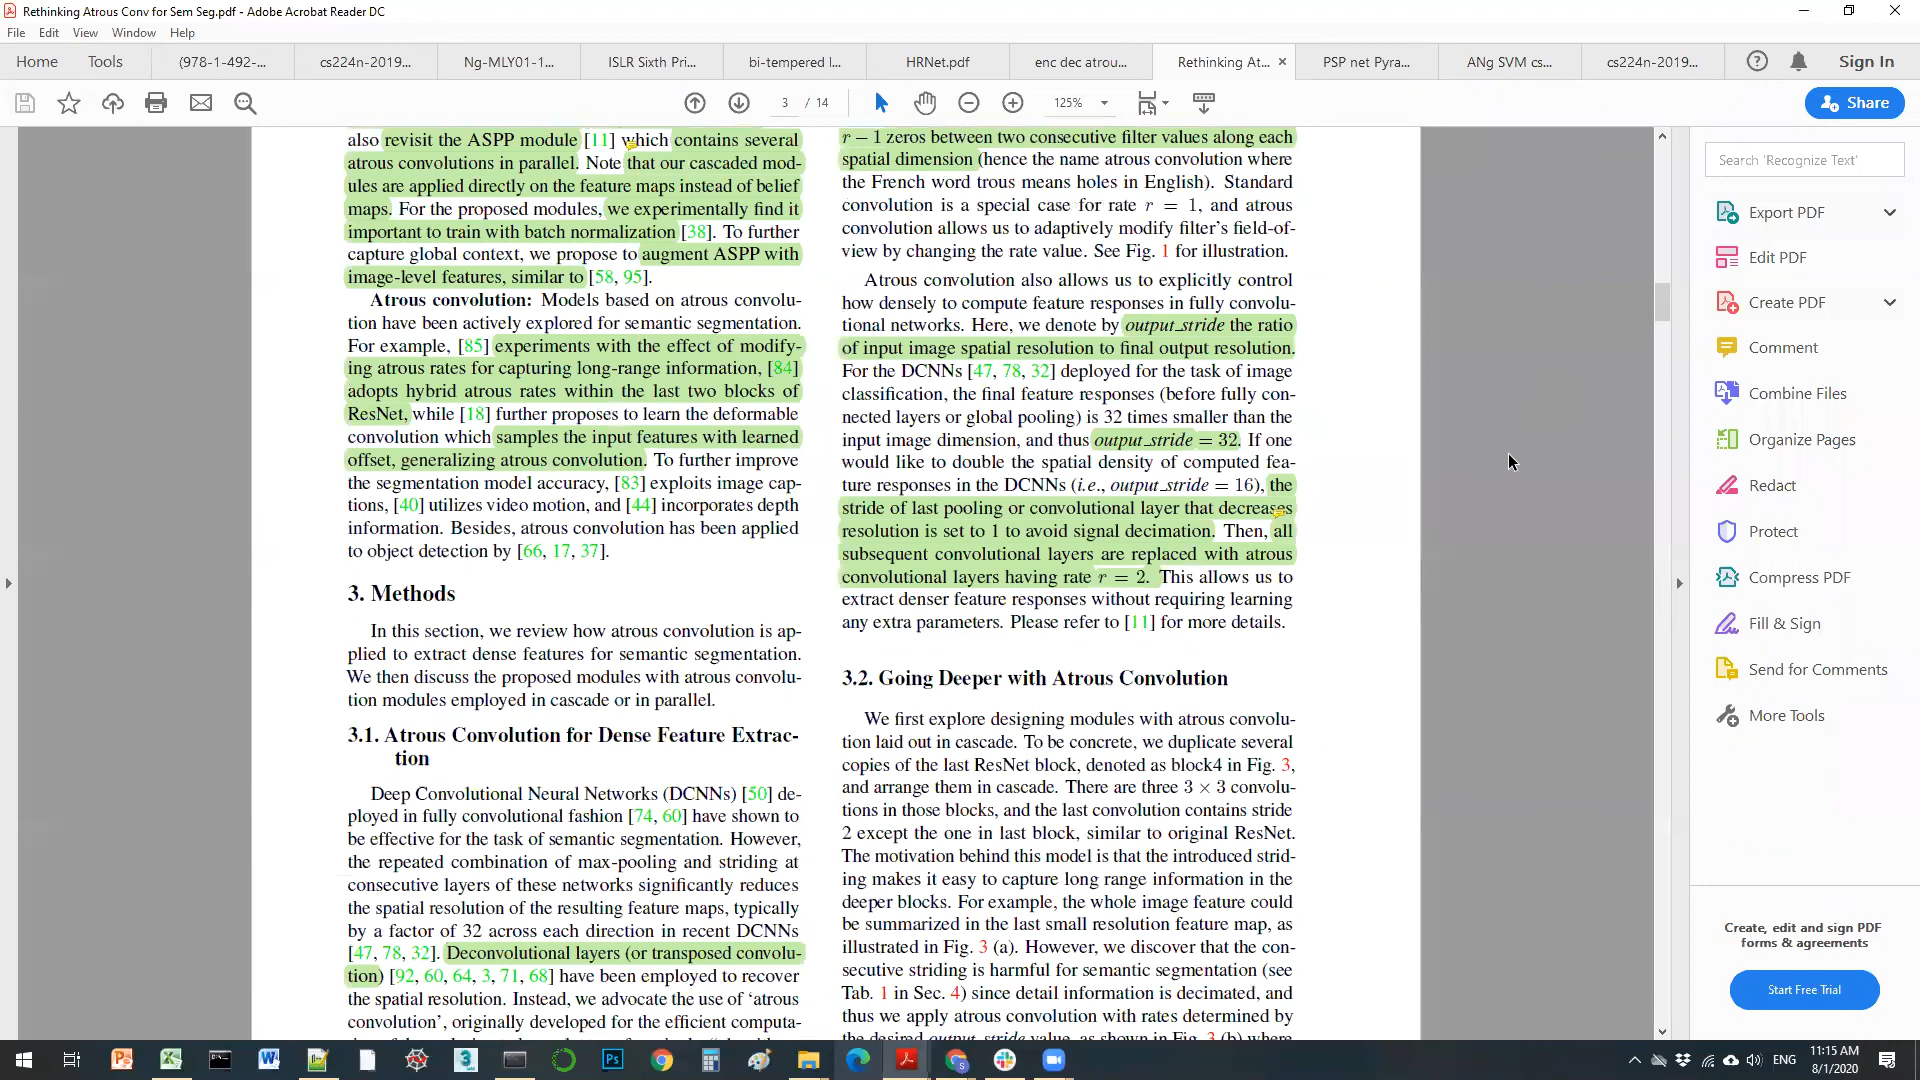 Rethinking Atrous Conv for Sem Seg.pdf - Adobe Acrobat Reader DC
File Edit View Window Help
Home Tools (978-1-492-... cs224n-2019... Ng-MLY01-1... ISLR Sixth Pri... bi-tempered l... HRNet.pdf enc dec atrou... Rethinking At... × PSP net Pyra... ANg SVM cs... cs224n-2019... Sign In
3 / 14 125% Share
also revisit the ASPP module [11] which contains several
atrous convolutions in parallel. Note that our cascaded mod-
ules are applied directly on the feature maps instead of belief
maps. For the proposed modules, we experimentally find it
important to train with batch normalization [38]. To further
capture global context, we propose to augment ASPP with
image-level features, similar to [58, 95].
Atrous convolution: Models based on atrous convolu-
tion have been actively explored for semantic segmentation.
For example, [85] experiments with the effect of modify-
ing atrous rates for capturing long-range information, [84]
adopts hybrid atrous rates within the last two blocks of
ResNet, while [18] further proposes to learn the deformable
convolution which samples the input features with learned
offset, generalizing atrous convolution. To further improve
the segmentation model accuracy, [83] exploits image cap-
tions, [40] utilizes video motion, and [44] incorporates depth
information. Besides, atrous convolution has been applied
to object detection by [66, 17, 37].
3. Methods
In this section, we review how atrous convolution is ap-
plied to extract dense features for semantic segmentation.
We then discuss the proposed modules with atrous convolu-
tion modules employed in cascade or in parallel.
3.1. Atrous Convolution for Dense Feature Extrac-
tion
Deep Convolutional Neural Networks (DCNNs) [50] de-
ployed in fully convolutional fashion [74, 60] have shown to
be effective for the task of semantic segmentation. However,
the repeated combination of max-pooling and striding at
consecutive layers of these networks significantly reduces
the spatial resolution of the resulting feature maps, typically
by a factor of 32 across each direction in recent DCNNs
[47, 78, 32]. Deconvolutional layers (or transposed convolu-
tion) [92, 60, 64, 3, 71, 68] have been employed to recover
the spatial resolution. Instead, we advocate the use of ‘atrous
convolution’, originally developed for the efficient computa-
r − 1 zeros between two consecutive filter values along each
spatial dimension (hence the name atrous convolution where
the French word trous means holes in English). Standard
convolution is a special case for rate r = 1, and atrous
convolution allows us to adaptively modify filter’s field-of-
view by changing the rate value. See Fig. 1 for illustration.
Atrous convolution also allows us to explicitly control
how densely to compute feature responses in fully convolu-
tional networks. Here, we denote by output_stride the ratio
of input image spatial resolution to final output resolution.
For the DCNNs [47, 78, 32] deployed for the task of image
classification, the final feature responses (before fully con-
nected layers or global pooling) is 32 times smaller than the
input image dimension, and thus output_stride = 32. If one
would like to double the spatial density of computed fea-
ture responses in the DCNNs (i.e., output_stride = 16), the
stride of last pooling or convolutional layer that decreases
resolution is set to 1 to avoid signal decimation. Then, all
subsequent convolutional layers are replaced with atrous
convolutional layers having rate r = 2. This allows us to
extract denser feature responses without requiring learning
any extra parameters. Please refer to [11] for more details.
3.2. Going Deeper with Atrous Convolution
We first explore designing modules with atrous convolu-
tion laid out in cascade. To be concrete, we duplicate several
copies of the last ResNet block, denoted as block4 in Fig. 3,
and arrange them in cascade. There are three 3 × 3 convolu-
tions in those blocks, and the last convolution contains stride
2 except the one in last block, similar to original ResNet.
The motivation behind this model is that the introduced strid-
ing makes it easy to capture long range information in the
deeper blocks. For example, the whole image feature could
be summarized in the last small resolution feature map, as
illustrated in Fig. 3 (a). However, we discover that the con-
secutive striding is harmful for semantic segmentation (see
Tab. 1 in Sec. 4) since detail information is decimated, and
thus we apply atrous convolution with rates determined by
the desired output_stride value, as shown in Fig. 3 (b) where
Search 'Recognize Text'
Export PDF
Edit PDF
Create PDF
Comment
Combine Files
Organize Pages
Redact
Protect
Compress PDF
Fill & Sign
Send for Comments
More Tools
Create, edit and sign PDF
forms & agreements
Start Free Trial
ENG
11:15 AM
8/1/2020